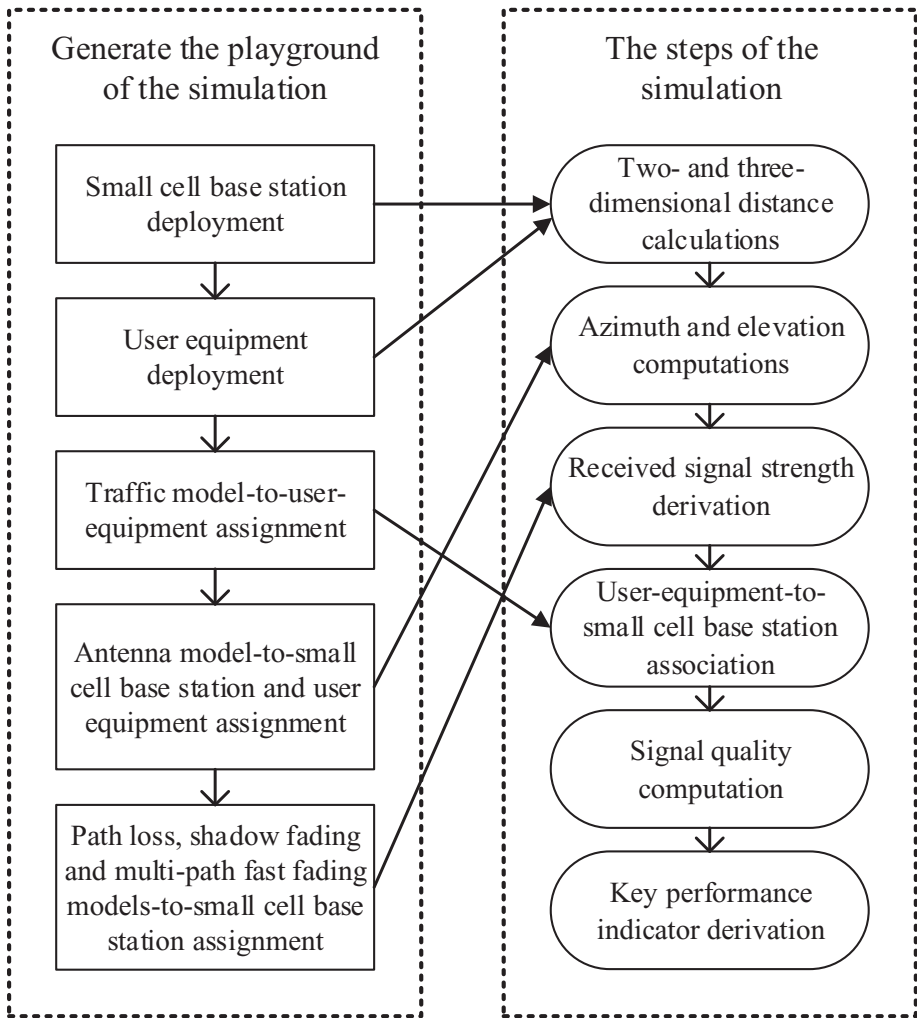 Generate the playground
of the simulation
Small cell base station
deployment
User equipment
deployment
Traffic model-to-user-
equipment assignment
Antenna model-to-small
cell base station and user
equipment assignment
Path loss, shadow fading
and multi-path fast fading
models-to-small cell base
station assignment
The steps of the
simulation
Two- and three-
dimensional distance
calculations
Azimuth and elevation
computations
Received signal strength
derivation
User-equipment-to-
small cell base station
association
Signal quality
computation
Key performance
indicator derivation